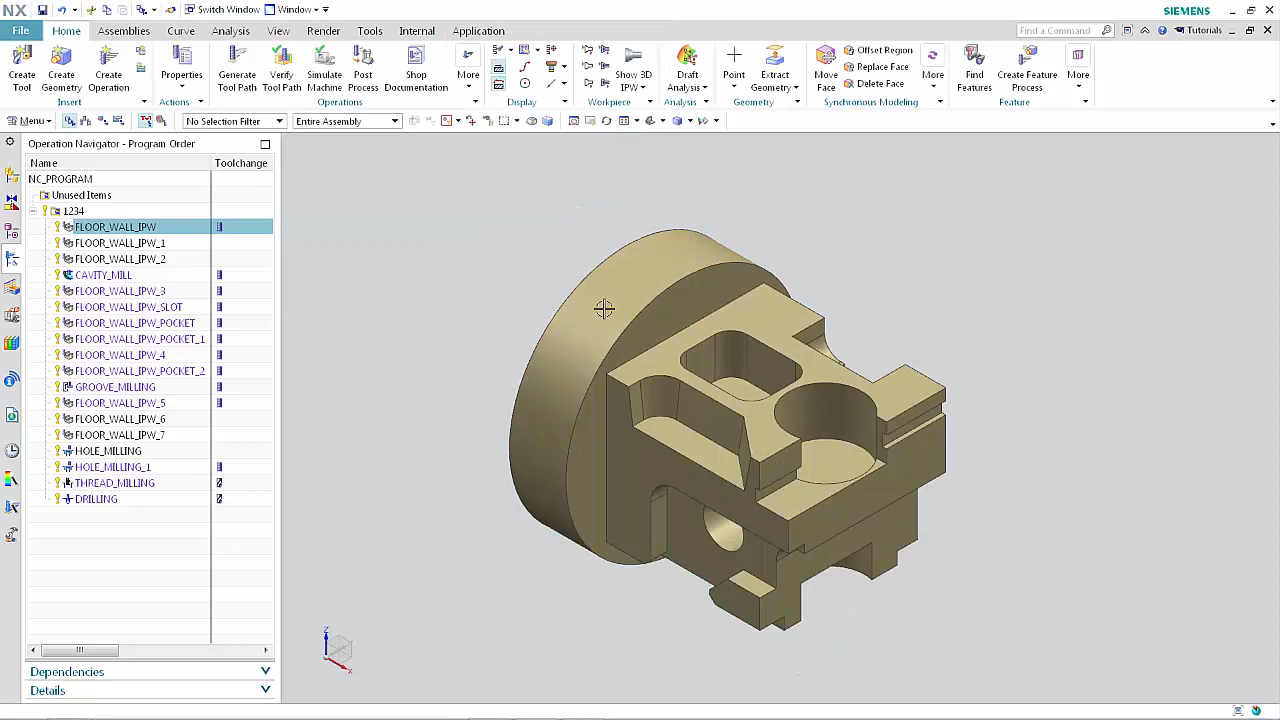 NX Switch Window Window SIEMENS
File Home Assemblies Curve Analysis View Render Tools Internal Application Find a Command Tutorials
Create Tool Create Geometry Create Operation Properties Generate Tool Path Verify Tool Path Simulate Machine Post Process Shop Documentation More Show 3D IPW Draft Analysis Point Extract Geometry Move Face Offset Region Replace Face Delete Face More Find Features Create Feature Process More
Insert Actions Operations Display Workpiece Analysis Geometry Synchronous Modeling Feature
Menu No Selection Filter Entire Assembly
Operation Navigator - Program Order
Name Toolchange
NC_PROGRAM
Unused Items
1234
FLOOR_WALL_IPW
FLOOR_WALL_IPW_1
FLOOR_WALL_IPW_2
CAVITY_MILL
FLOOR_WALL_IPW_3
FLOOR_WALL_IPW_SLOT
FLOOR_WALL_IPW_POCKET
FLOOR_WALL_IPW_POCKET_1
FLOOR_WALL_IPW_4
FLOOR_WALL_IPW_POCKET_2
GROOVE_MILLING
FLOOR_WALL_IPW_5
FLOOR_WALL_IPW_6
FLOOR_WALL_IPW_7
HOLE_MILLING
HOLE_MILLING_1
THREAD_MILLING
DRILLING
Z
X
Dependencies
Details